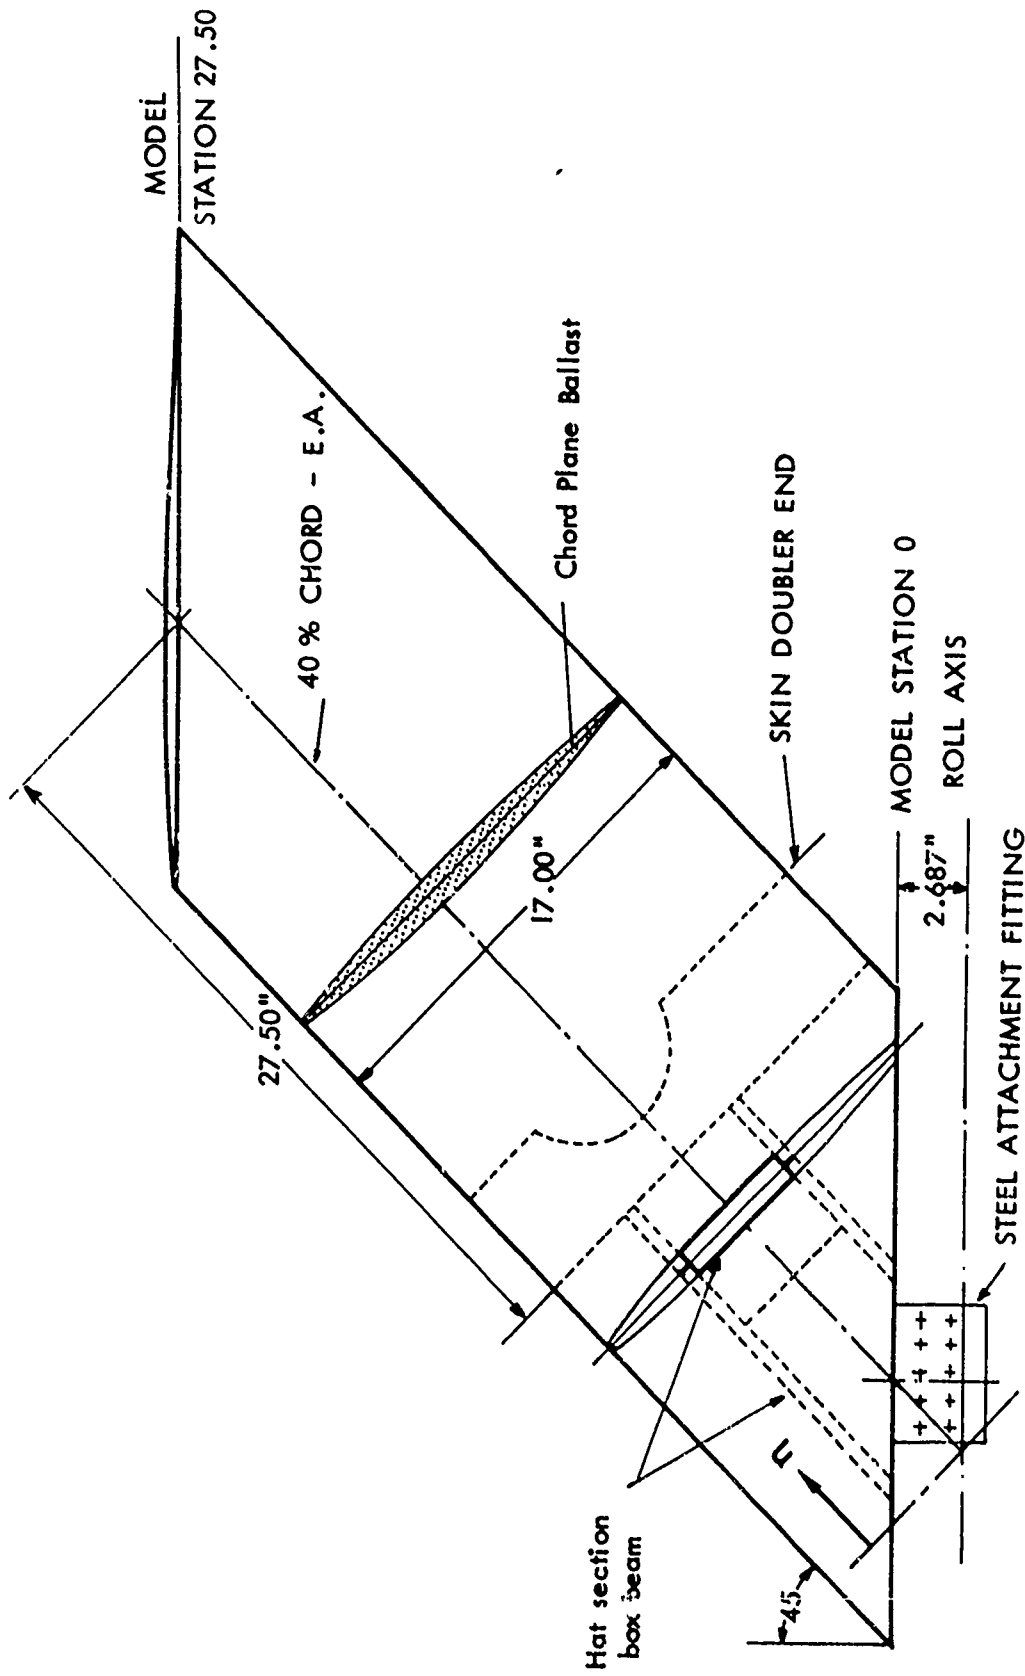 MODEL
STATION 27.50
40 % CHORD - E.A.
Chord Plane Ballast
27.50"
17.00"
SKIN DOUBLER END
MODEL STATION 0
2.687"
ROLL AXIS
STEEL ATTACHMENT FITTING
Hat section
box beam
45
η